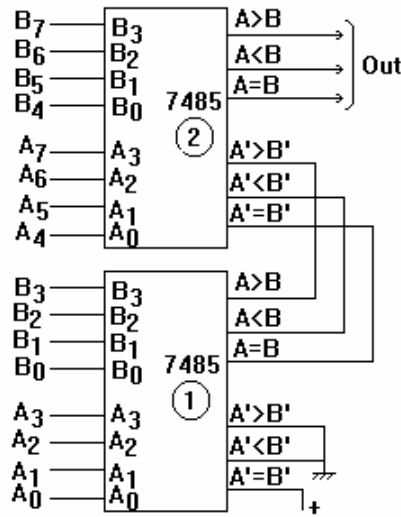 B7 B3 A>B
B6 B2 A<B Out
B5 B1 A=B
B4 B0 7485
2
A7 A3 A'>B'
A6 A2 A'<B'
A5 A1 A'=B'
A4 A0
B3 B3 A>B
B2 B2 A<B
B1 B1 A=B
B0 B0 7485
1
A3 A3 A'>B'
A2 A2 A'<B'
A1 A1 A'=B'
A0 A0 +